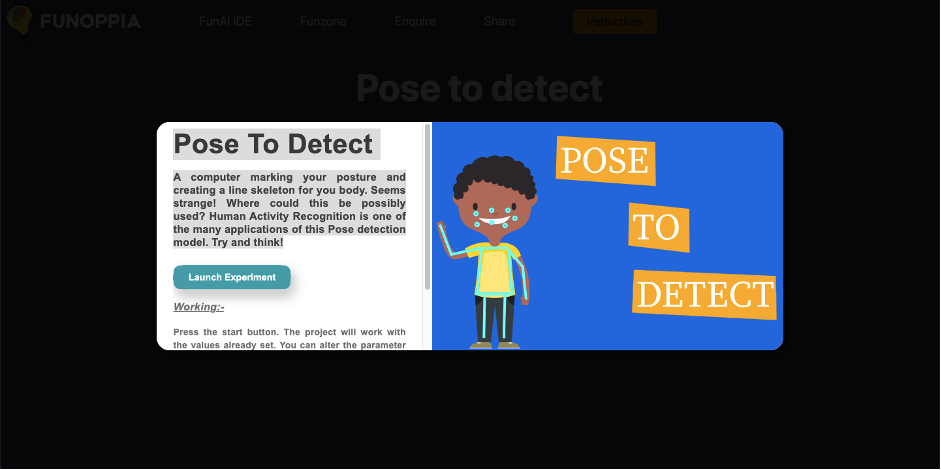 FUNOPPIA
FunAI IDE
Funzone
Enquire
Share
Instructions
Pose to detect
Pose To Detect
A computer marking your posture and
creating a line skeleton for you body. Seems
strange! Where could this be possibly
used? Human Activity Recognition is one of
the many applications of this Pose detection
model. Try and think!
Launch Experiment
Working:-
Press the start button. The project will work with
the values already set. You can alter the parameter
POSE
TO
DETECT